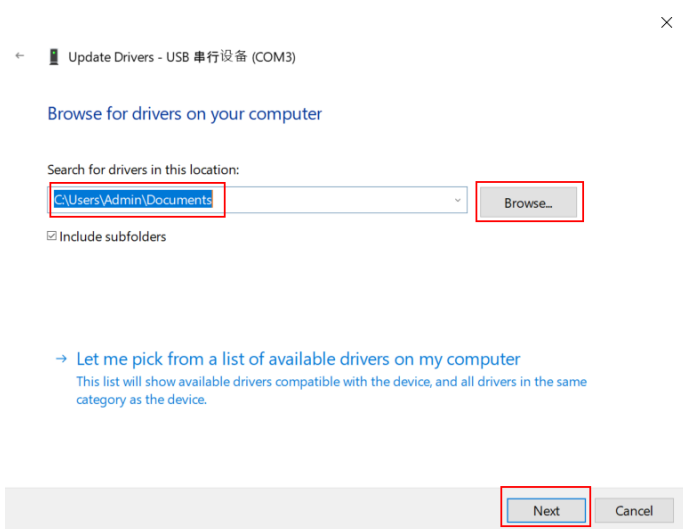 Update Drivers - USB 串行设备 (COM3)
Browse for drivers on your computer
Search for drivers in this location:
C:\Users\Admin\Documents
Browse...
Include subfolders
Let me pick from a list of available drivers on my computer
This list will show available drivers compatible with the device, and all drivers in the same
category as the device.
Next
Cancel